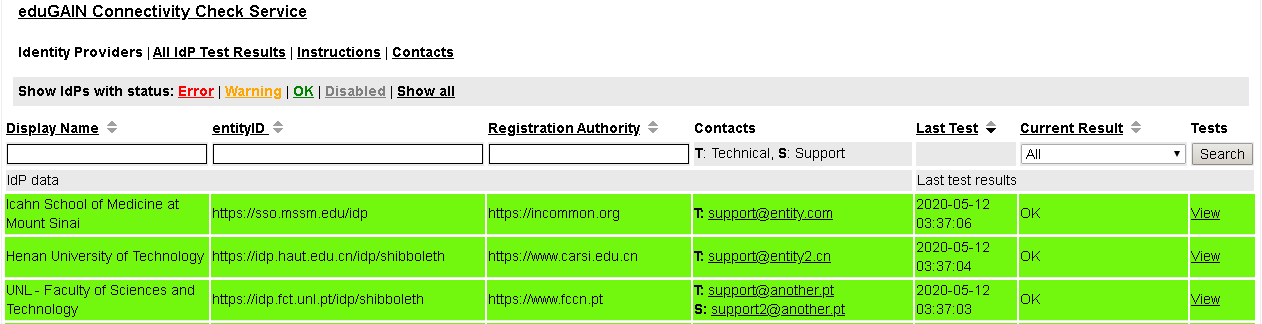 eduGAIN Connectivity Check Service
Identity Providers | All IdP Test Results | Instructions | Contacts
Show IdPs with status: Error | Warning | OK | Disabled | Show all
Display Name entityID Registration Authority Contacts Last Test Current Result Tests
T: Technical, S: Support All Search
IdP data Last test results
Icahn School of Medicine at Mount Sinai https://sso.mssm.edu/idp https://incommon.org T: support@entity.com 2020-05-12 03:37:06 OK View
Henan University of Technology https://idp.haut.edu.cn/idp/shibboleth https://www.carsi.edu.cn T: support@entity2.cn 2020-05-12 03:37:04 OK View
UNL - Faculty of Sciences and Technology https://idp.fct.unl.pt/idp/shibboleth https://www.fccn.pt T: support@another.pt S: support2@another.pt 2020-05-12 03:37:03 OK View